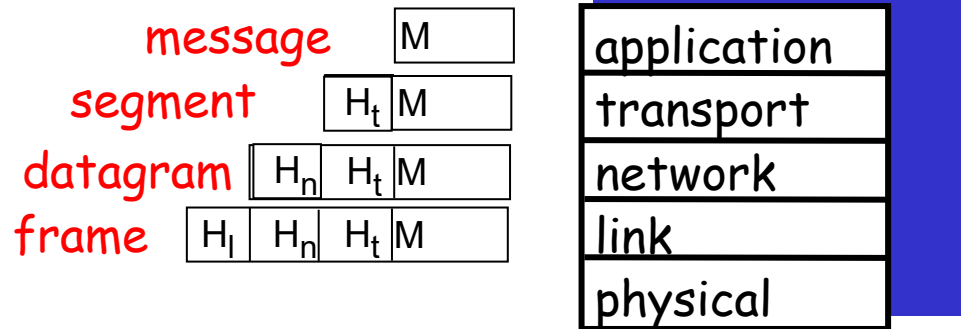 message M application
segment Ht M transport
datagram Hn Ht M network
frame Hl Hn Ht M link
physical